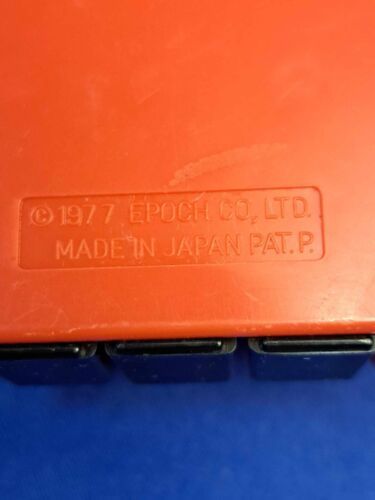 © 1977 EPOCH CO., LTD.
MADE IN JAPAN PAT. P.